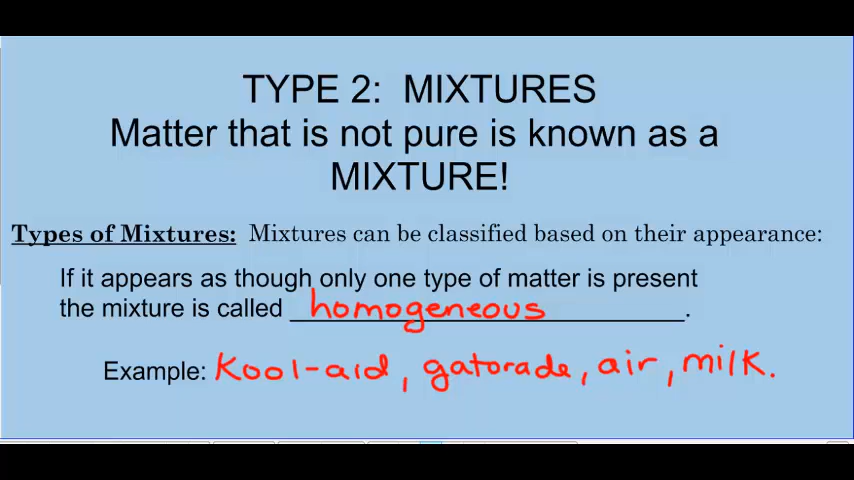 TYPE 2: MIXTURES
Matter that is not pure is known as a
MIXTURE!
Types of Mixtures: Mixtures can be classified based on their appearance:
If it appears as though only one type of matter is present
the mixture is called homogeneous.
Example: Kool-aid, gatorade, air, milk.